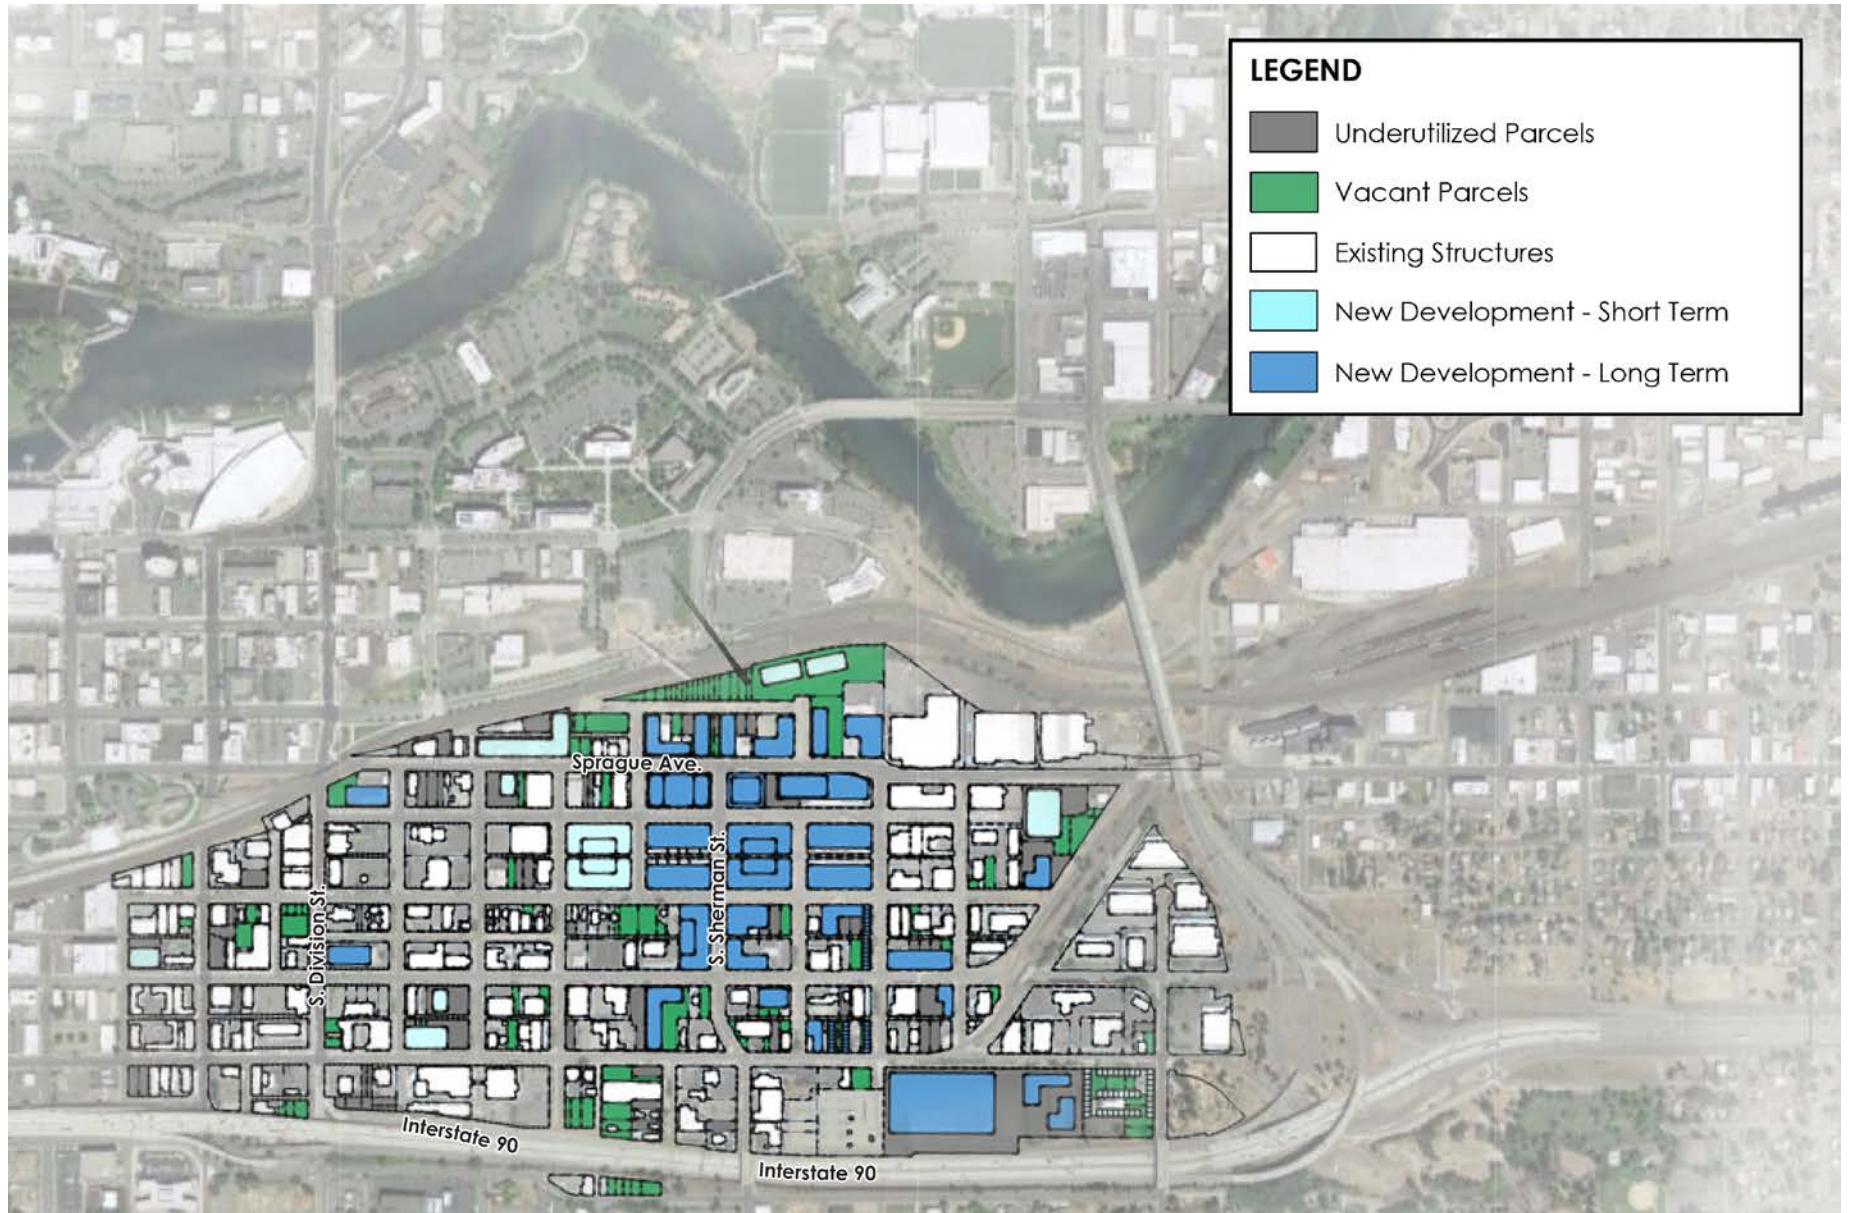 LEGEND
Underutilized Parcels
Vacant Parcels
Existing Structures
New Development - Short Term
New Development - Long Term
Sprague Ave.
S. Sherman St.
S. Division St.
Interstate 90
Interstate 90